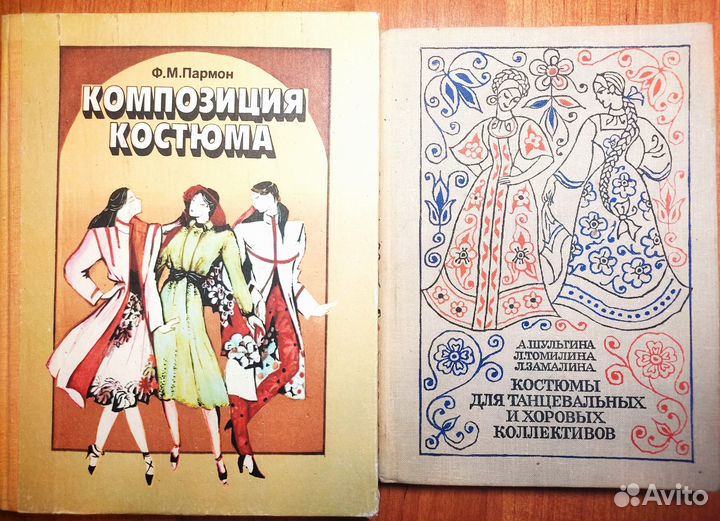 Ф.М.Пармон
КОМПОЗИЦИЯ
КОСТЮМА
А.ШУЛЬГИНА
Л.ТОМИЛИНА
Л.ЗАМАЛИНА
КОСТЮМЫ
ДЛЯ ТАНЦЕВАЛЬНЫХ
И ХОРОВЫХ
КОЛЛЕКТИВОВ
Avito